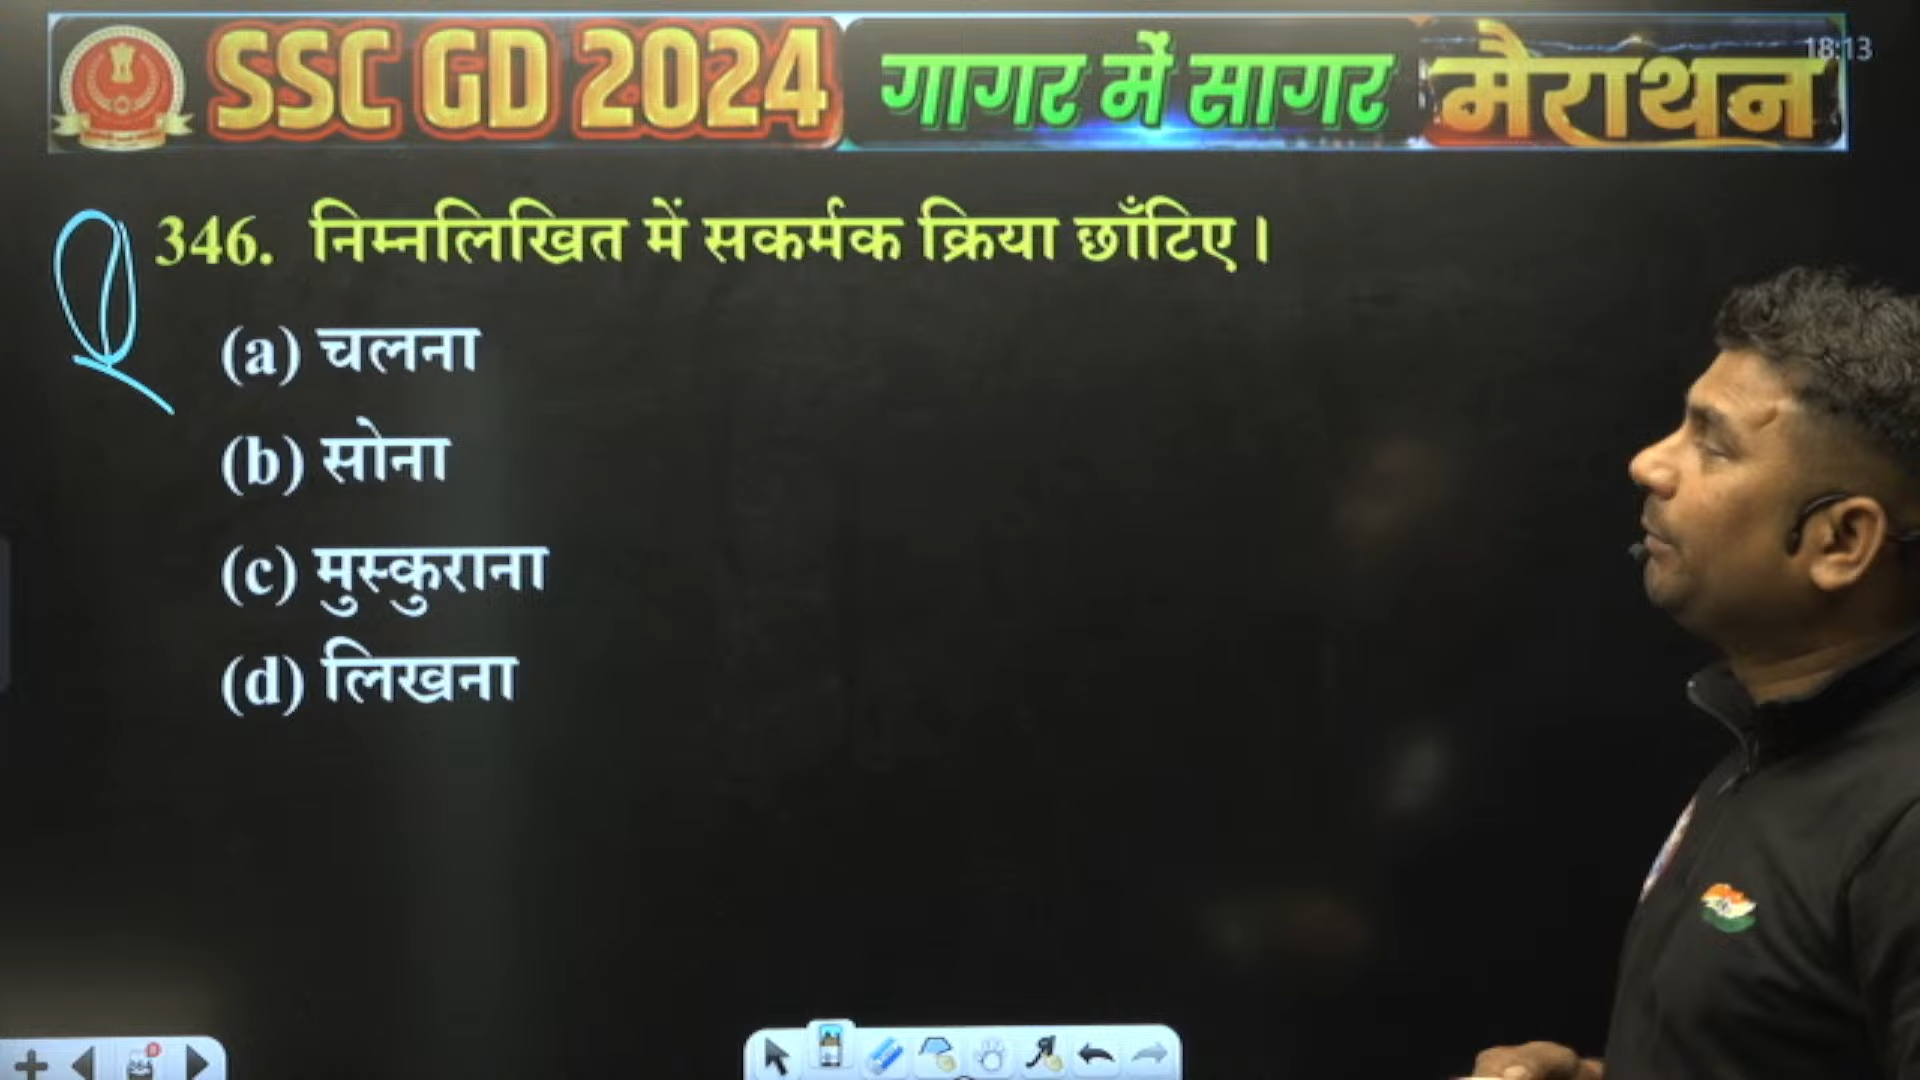 SSC GD 2024 गागर में सागर मैराथन
18:13
346. निम्नलिखित में सकर्मक क्रिया छाँटिए।
(a) चलना
(b) सोना
(c) मुस्कुराना
(d) लिखना